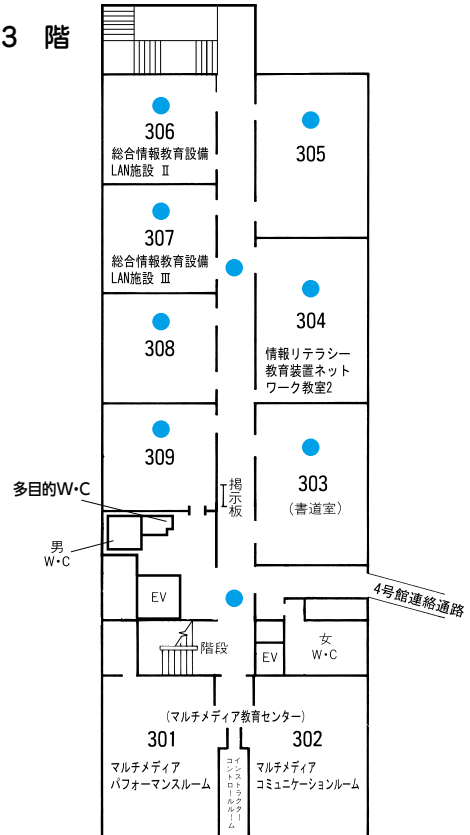 3 階
306
総合情報教育設備
LAN施設 Ⅱ
305
307
総合情報教育設備
LAN施設 Ⅲ
304
情報リテラシー
教育装置ネット
ワーク教室2
308
309
掲示板
303
(書道室)
多目的W・C
男
W・C
EV
4号館連絡通路
階段
EV
女
W・C
(マルチメディア教育センター)
301
マルチメディア
パフォーマンスルーム
302
マルチメディア
コミュニケーションルーム
インストラクター
コントロールルーム